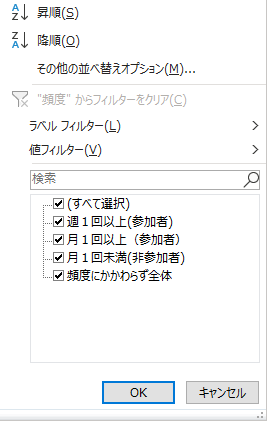 昇順(S)
降順(O)
その他の並べ替えオプション(M)...
"頻度" からフィルターをクリア(C)
ラベル フィルター(L)
値フィルター(V)
検索
(すべて選択)
週１回以上(参加者)
月１回以上（参加者）
月１回未満(非参加者)
頻度にかかわらず全体
OK
キャンセル